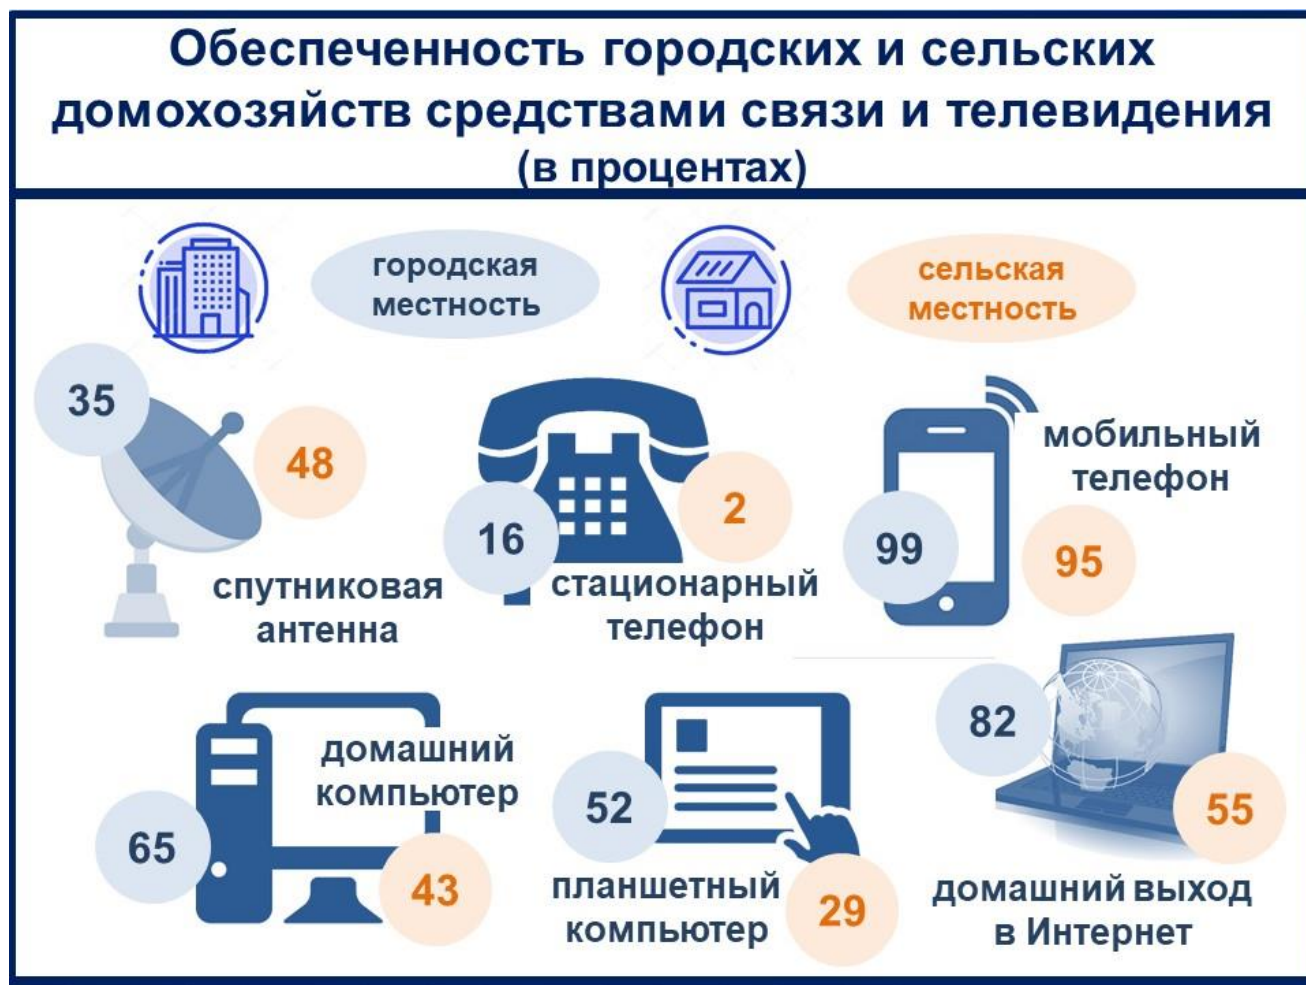 Обеспеченность городских и сельских
домохозяйств средствами связи и телевидения
(в процентах)
городская
местность
сельская
местность
35
48
спутниковая
антенна
16
2
стационарный
телефон
мобильный
телефон
99
95
домашний
компьютер
65
43
52
планшетный
компьютер
29
82
55
домашний выход
в Интернет